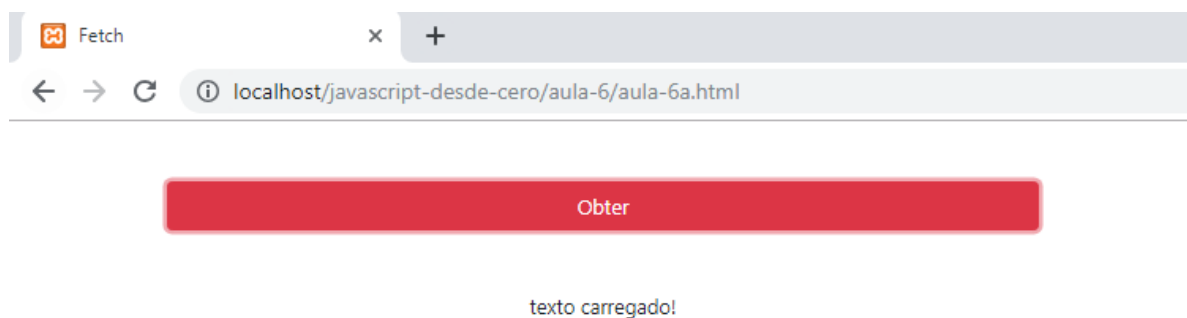 Fetch
localhost/javascript-desde-cero/aula-6/aula-6a.html
Obter
texto carregado!